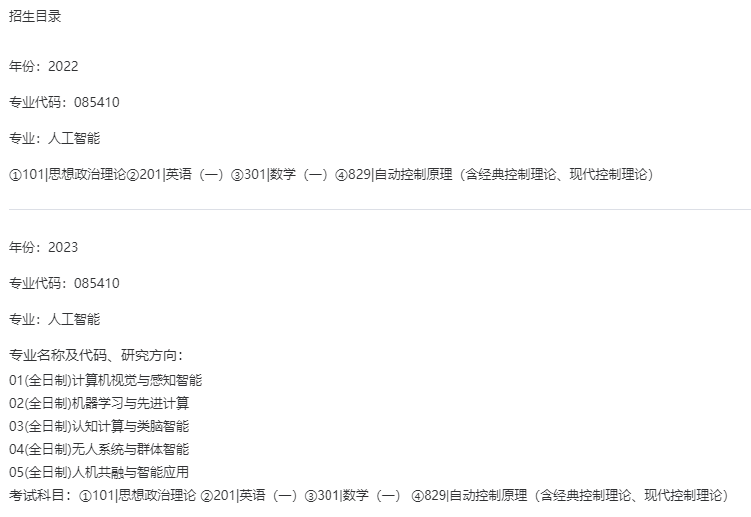 招生目录
年份：2022
专业代码：085410
专业：人工智能
①101|思想政治理论②201|英语（一）③301|数学（一）④829|自动控制原理（含经典控制理论、现代控制理论）
年份：2023
专业代码：085410
专业：人工智能
专业名称及代码、研究方向：
01(全日制)计算机视觉与感知智能
02(全日制)机器学习与先进计算
03(全日制)认知计算与类脑智能
04(全日制)无人系统与群体智能
05(全日制)人机共融与智能应用
考试科目：①101|思想政治理论 ②201|英语（一）③301|数学（一） ④829|自动控制原理（含经典控制理论、现代控制理论）